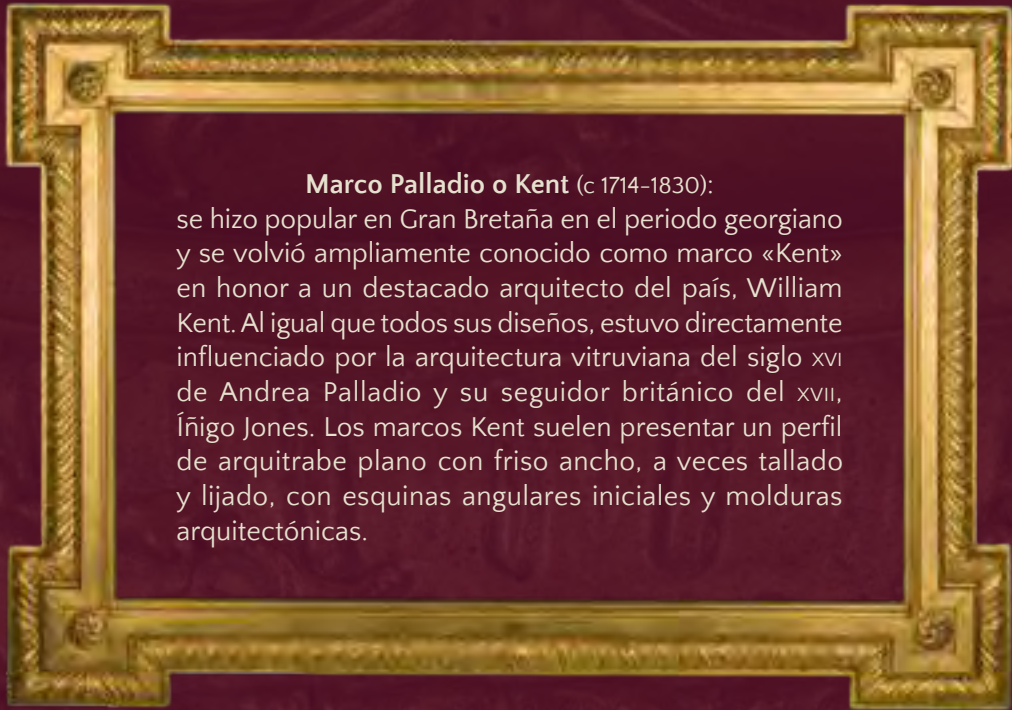 Marco Palladio o Kent (c 1714-1830):
se hizo popular en Gran Bretaña en el periodo georgiano
y se volvió ampliamente conocido como marco «Kent»
en honor a un destacado arquitecto del país, William
Kent. Al igual que todos sus diseños, estuvo directamente
influenciado por la arquitectura vitruviana del siglo XVI
de Andrea Palladio y su seguidor británico del XVII,
Íñigo Jones. Los marcos Kent suelen presentar un perfil
de arquitrabe plano con friso ancho, a veces tallado
y lijado, con esquinas angulares iniciales y molduras
arquitectónicas.